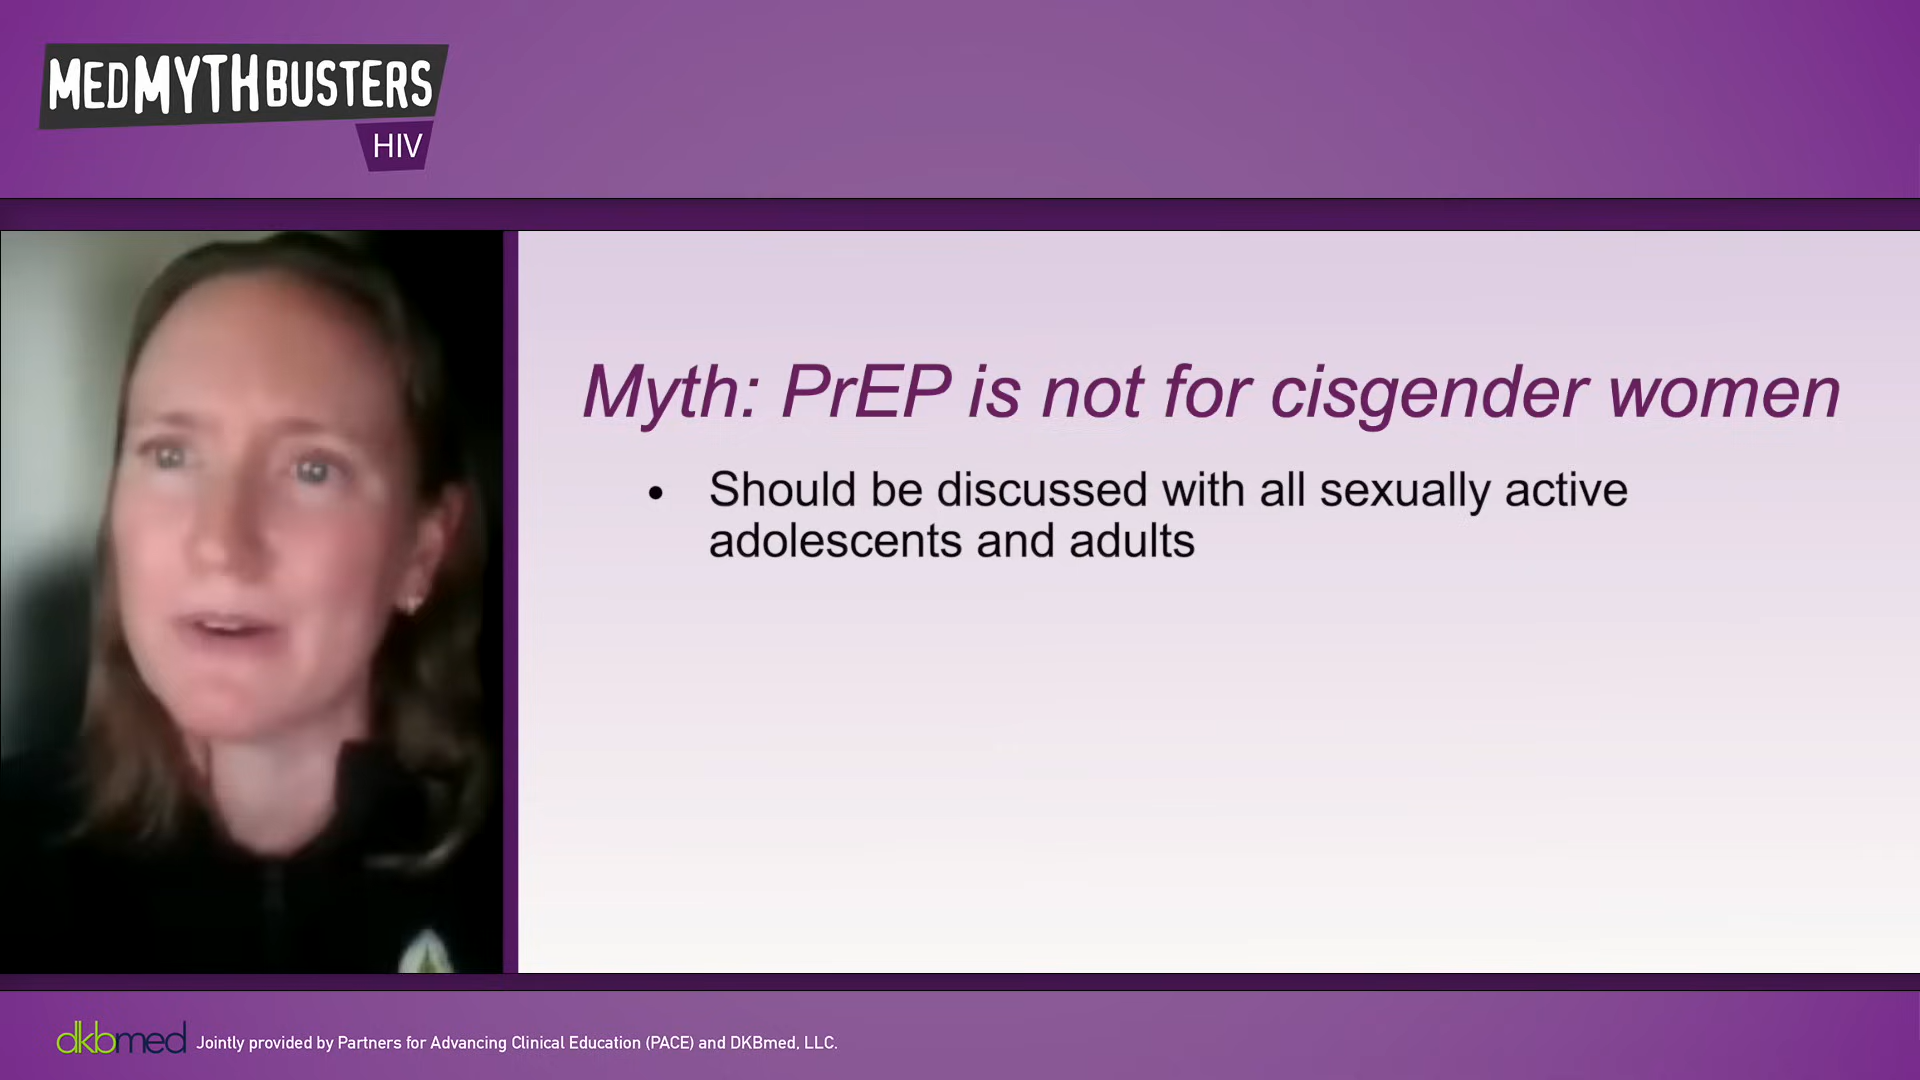 MEDMYTHBUSTERS
HIV
Myth: PrEP is not for cisgender women
• Should be discussed with all sexually active
adolescents and adults
dkbmed Jointly provided by Partners for Advancing Clinical Education (PACE) and DKBmed, LLC.